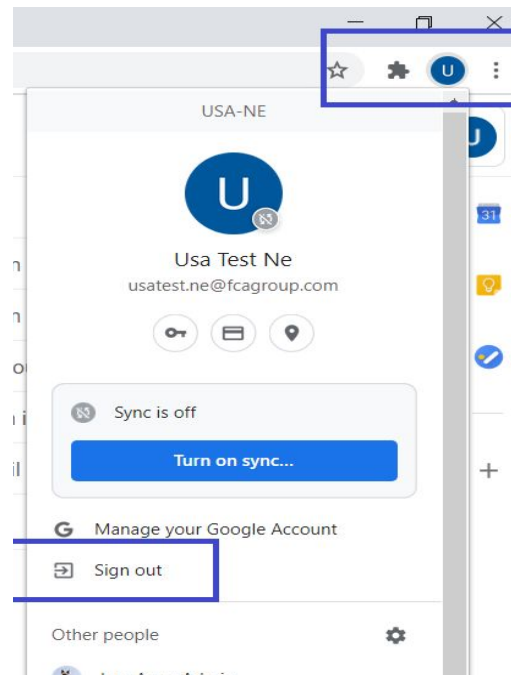 U
USA-NE
U
U
31
Usa Test Ne
usatest.ne@fcagroup.com
Sync is off
Turn on sync...
G Manage your Google Account
Sign out
Other people